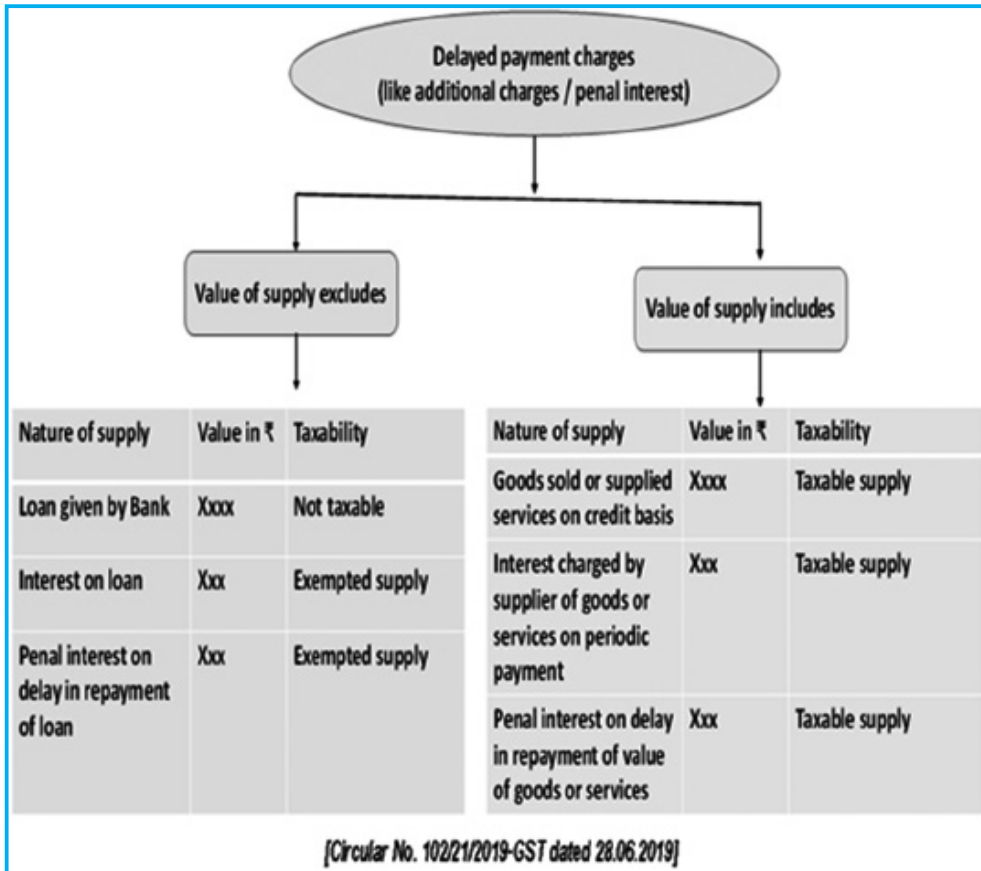 Delayed payment charges
(like additional charges / penal interest)
Value of supply excludes
Value of supply includes
Nature of supply Value in ₹ Taxability
Loan given by Bank Xxxx Not taxable
Interest on loan Xxx Exempted supply
Penal interest on Xxx Exempted supply
delay in repayment
of loan
Nature of supply Value in ₹ Taxability
Goods sold or supplied Xxxx Taxable supply
services on credit basis
Interest charged by Xxx Taxable supply
supplier of goods or
services on periodic
payment
Penal interest on delay Xxx Taxable supply
in repayment of value
of goods or services
[Circular No. 102/21/2019-GST dated 28.06.2019]